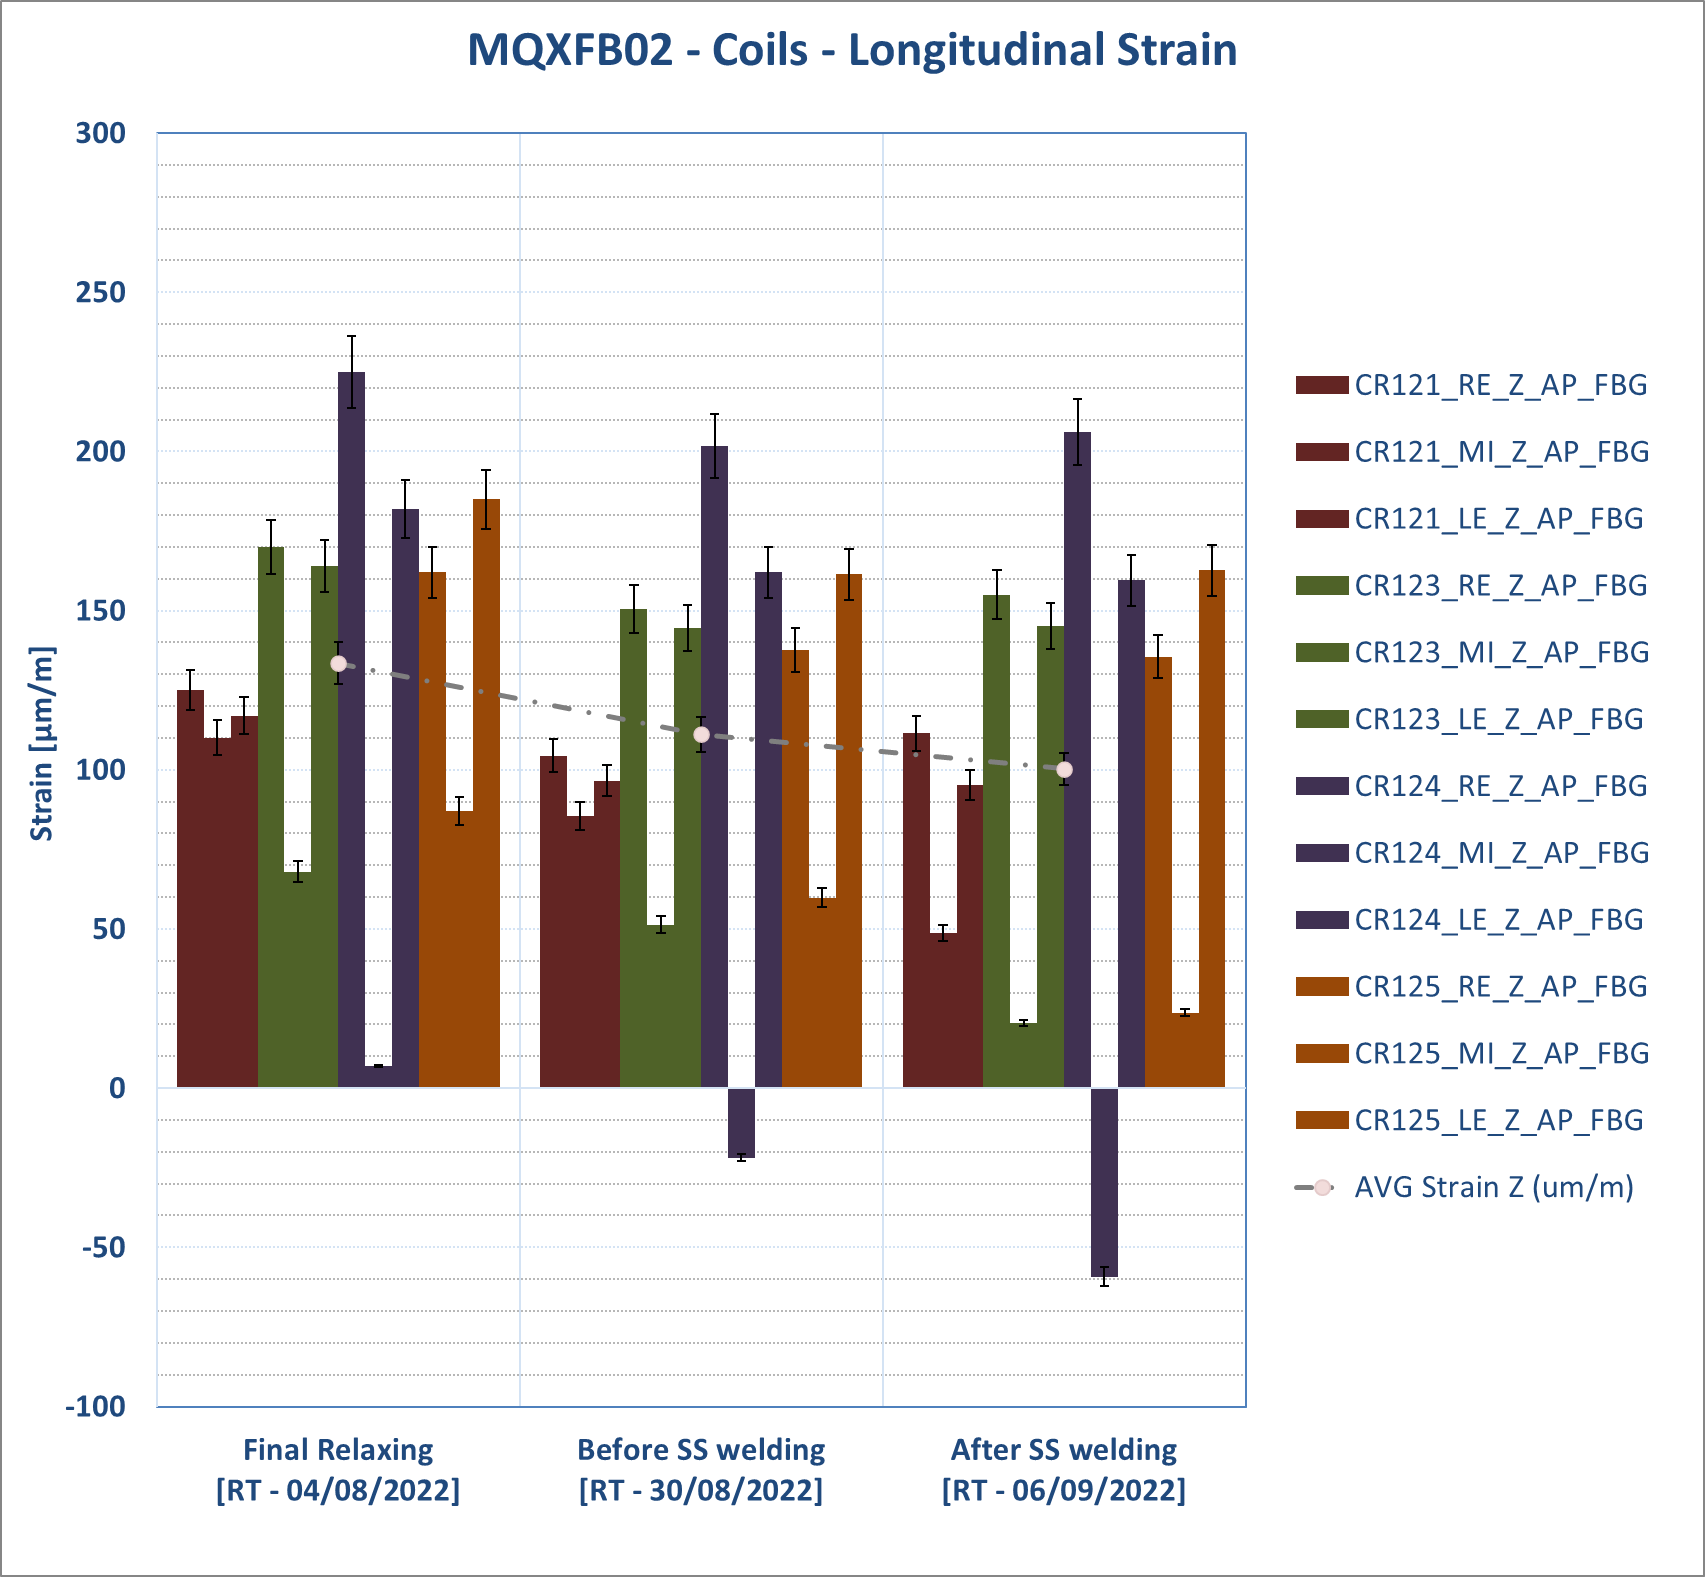 MQXFB02 - Coils - Longitudinal Strain
300
250
200
150
100
50
0
-50
-100
Strain [µm/m]
Final Relaxing
[RT - 04/08/2022]
Before SS welding
[RT - 30/08/2022]
After SS welding
[RT - 06/09/2022]
CR121_RE_Z_AP_FBG
CR121_MI_Z_AP_FBG
CR121_LE_Z_AP_FBG
CR123_RE_Z_AP_FBG
CR123_MI_Z_AP_FBG
CR123_LE_Z_AP_FBG
CR124_RE_Z_AP_FBG
CR124_MI_Z_AP_FBG
CR124_LE_Z_AP_FBG
CR125_RE_Z_AP_FBG
CR125_MI_Z_AP_FBG
CR125_LE_Z_AP_FBG
AVG Strain Z (um/m)